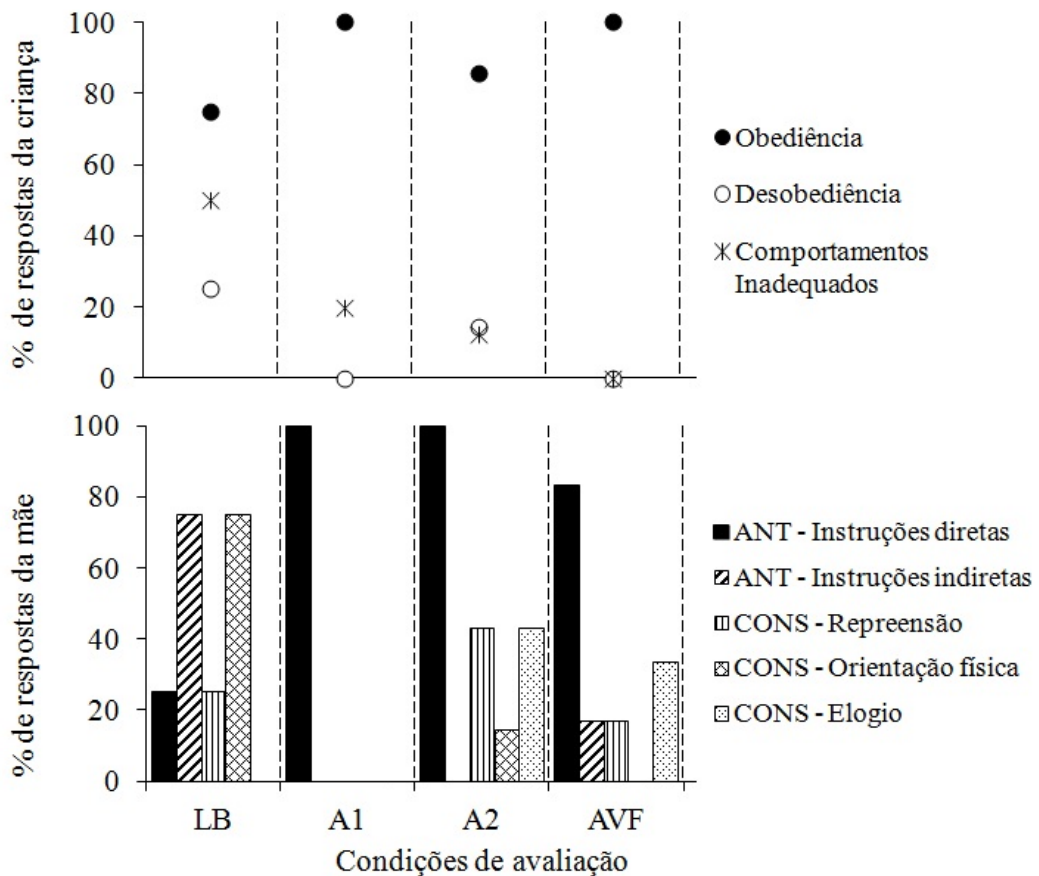 % de respostas da criança
100
80
60
40
20
0
Obediência
Desobediência
Comportamentos
Inadequados
% de respostas da mãe
100
80
60
40
20
0
ANT - Instruções diretas
ANT - Instruções indiretas
CONS - Repreensão
CONS - Orientação física
CONS - Elogio
LB A1 A2 AVF
Condições de avaliação